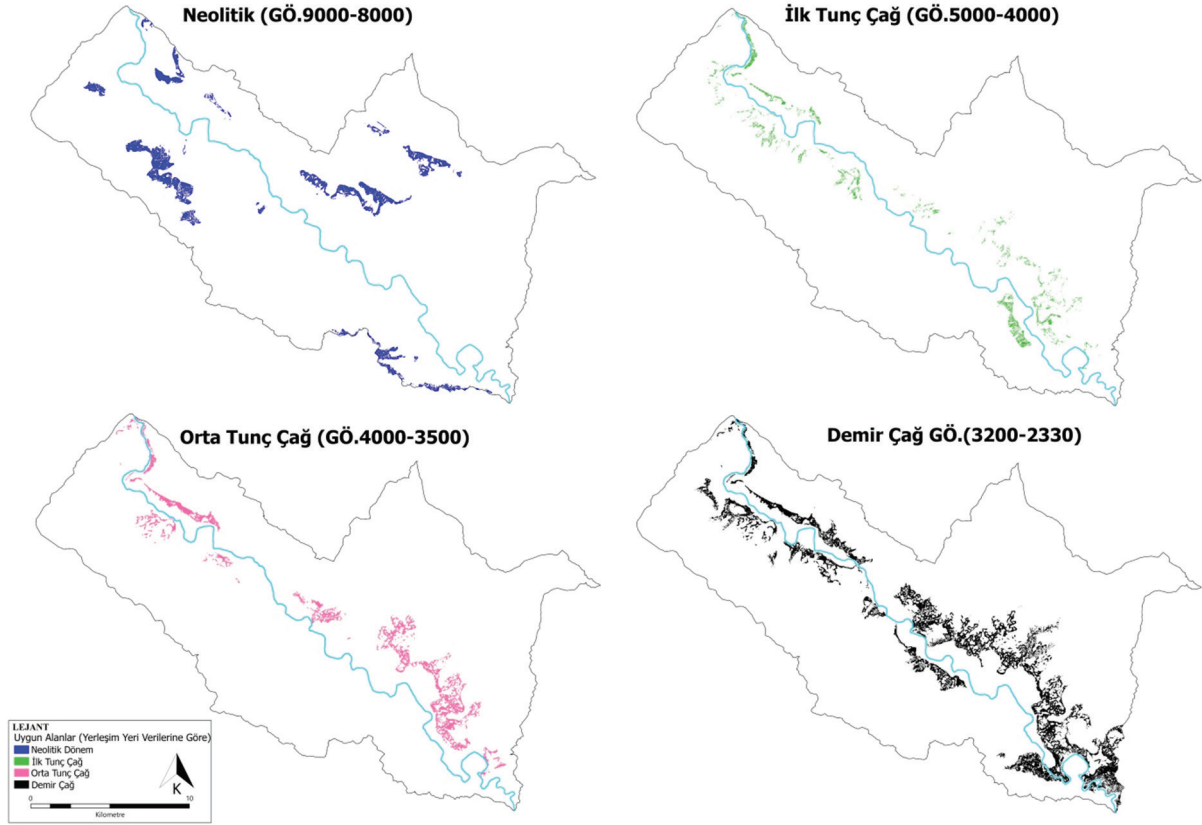 Neolitik (GÖ.9000-8000)
İlk Tunç Çağ (GÖ.5000-4000)
Orta Tunç Çağ (GÖ.4000-3500)
Demir Çağ GÖ.(3200-2330)
LEJANT
Uygun Alanlar (Yerleşim Yeri Verilerine Göre)
Neolitik Dönem
İlk Tunç Çağ
Orta Tunç Çağ
Demir Çağ
K
0 10
Kilometre